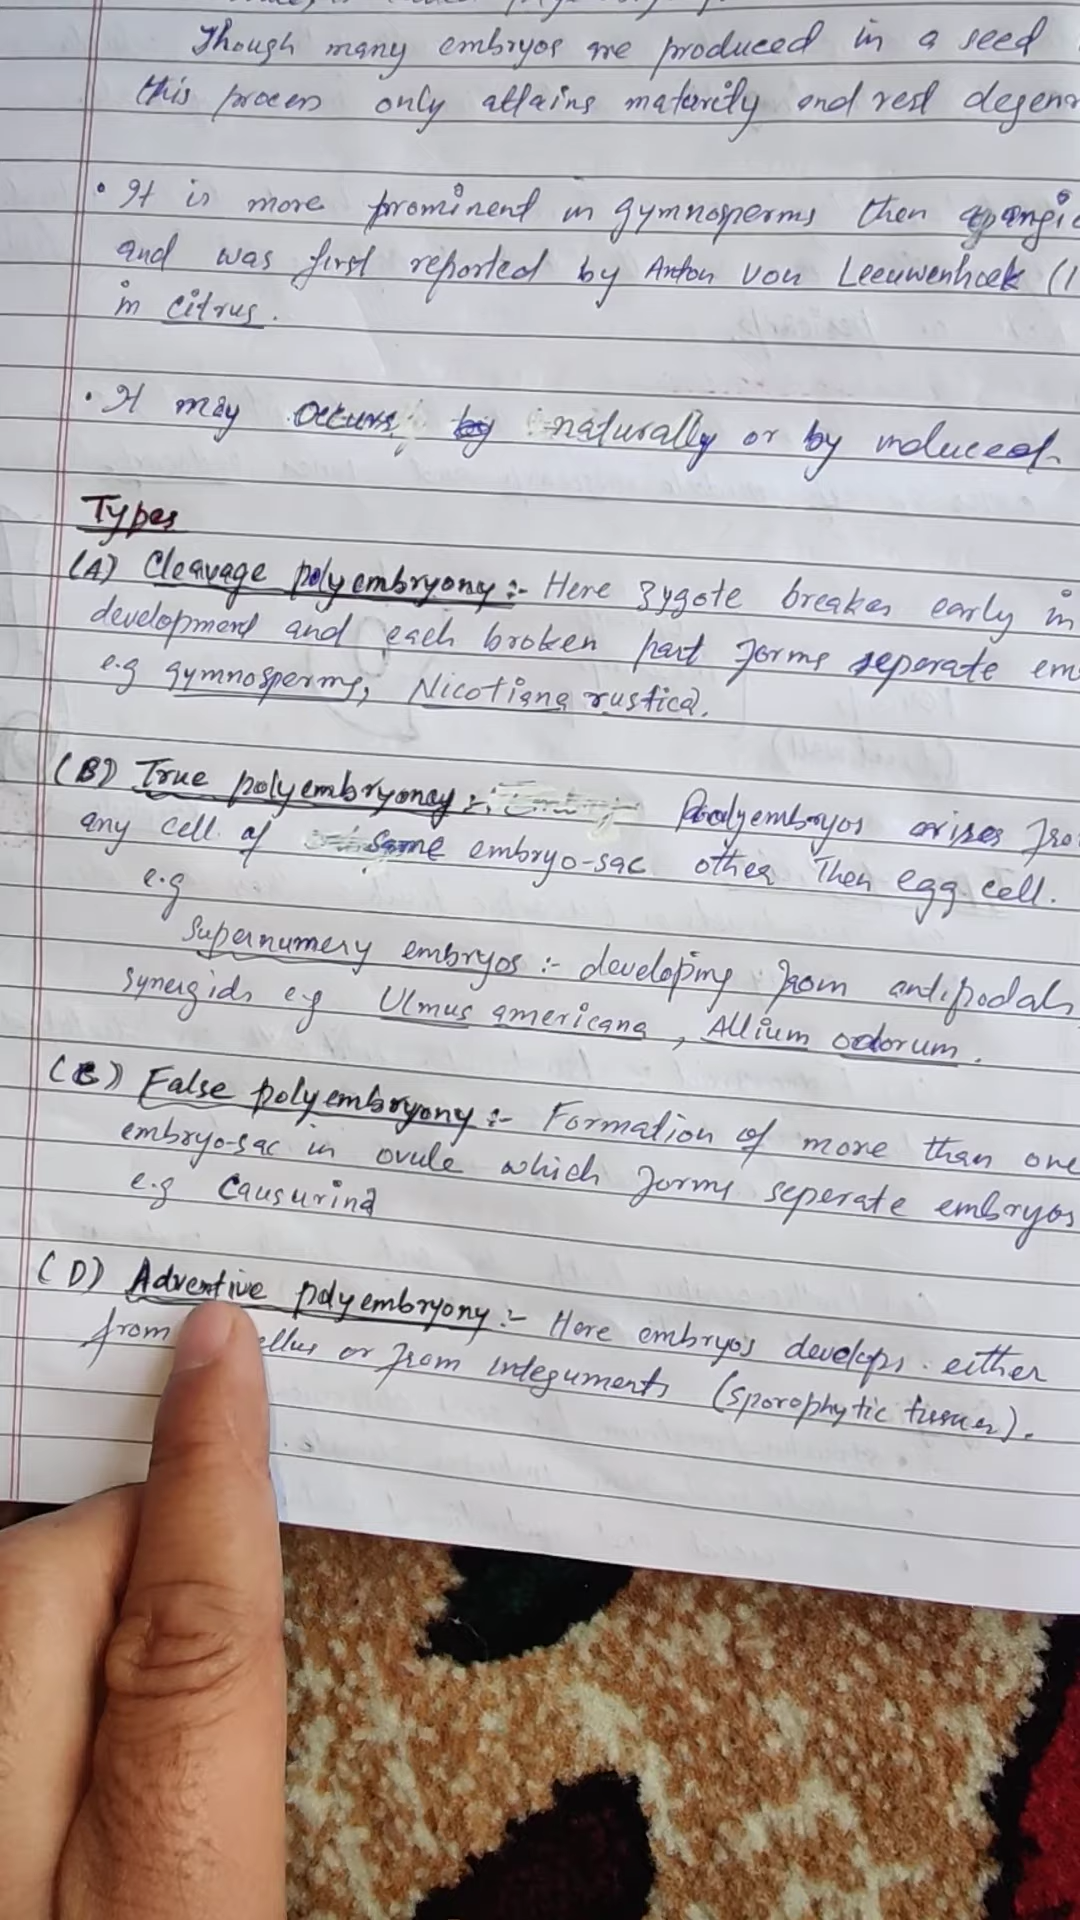 Though many embryos are produced in a seed
this process only attains maturity and rest degene
• It is more prominent in gymnosperms then
and was first reported by Anton von Leeuwenhoek (1
in citrus.
• It may occurs by naturally or by induced
Types
(A) Cleavage polyembryony :- Here zygote breakes early in
development and each broken part forms seperate em
e.g gymnosperms, Nicotiana rustica.
(B) True polyembryoney :- Polyembryos arises fro
any cell of same embryo-sac other then egg cell.
e.g
Supernumery embryos :- developing from antipodals
synergids e.g Ulmus americana, Allium odorum.
(C) False polyembryony :- Formation of more than one
embryo-sac in ovule which forms seperate embryos
e.g Causurina
(D) Adventive polyembryony :- Here embryos develops either
from ellus or from integuments (sporophytic tissues).